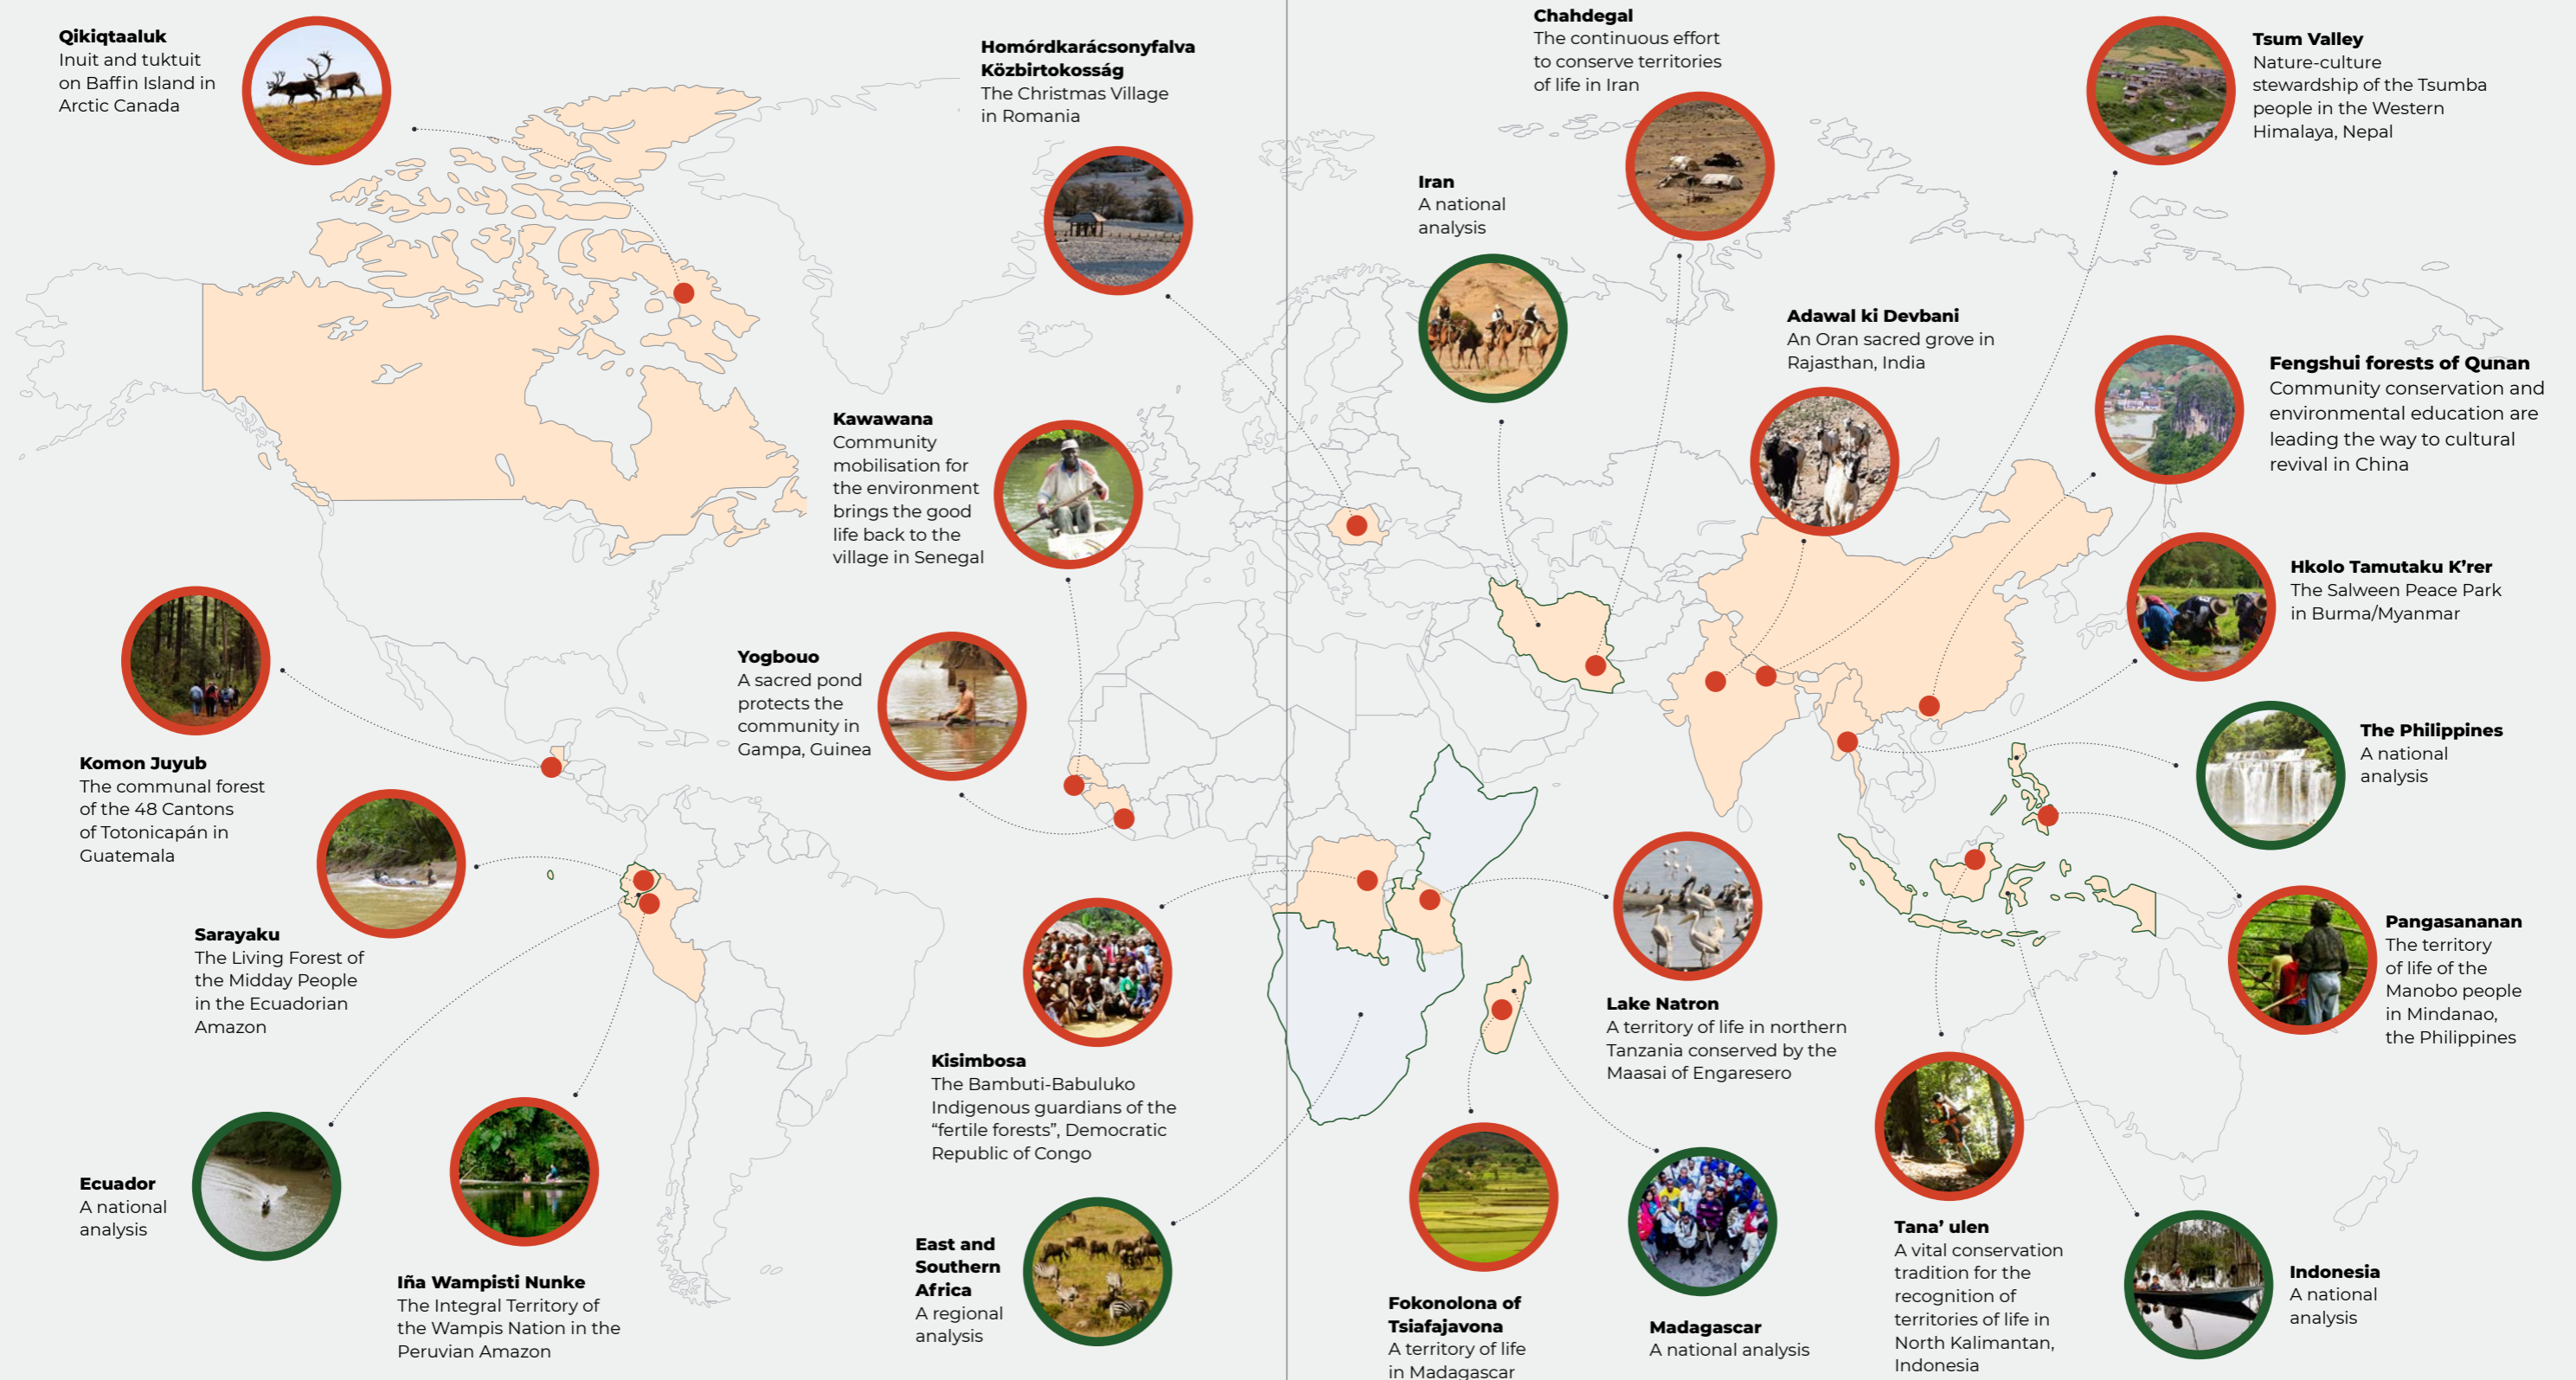 Qikiqtaaluk
Inuit and tuktuit
on Baffin Island in
Arctic Canada
Homórdkarácsonyfalva
Közbirtokosság
The Christmas Village
in Romania
Chahdegal
The continuous effort
to conserve territories
of life in Iran
Tsum Valley
Nature-culture
stewardship of the Tsumba
people in the Western
Himalaya, Nepal
Iran
A national
analysis
Adawal ki Devbani
An Oran sacred grove in
Rajasthan, India
Fengshui forests of Qunan
Community conservation and
environmental education are
leading the way to cultural
revival in China
Kawawana
Community
mobilisation for
the environment
brings the good
life back to the
village in Senegal
Hkolo Tamutaku K’rer
The Salween Peace Park
in Burma/Myanmar
Yogbouo
A sacred pond
protects the
community in
Gampa, Guinea
The Philippines
A national
analysis
Komon Juyub
The communal forest
of the 48 Cantons
of Totonicapán in
Guatemala
Sarayaku
The Living Forest of
the Midday People
in the Ecuadorian
Amazon
Pangasananan
The territory
of life of the
Manobo people
in Mindanao,
the Philippines
Lake Natron
A territory of life in northern
Tanzania conserved by the
Maasai of Engaresero
Kisimbosa
The Bambuti-Babuluko
Indigenous guardians of the
“fertile forests”, Democratic
Republic of Congo
Ecuador
A national
analysis
Iña Wampisti Nunke
The Integral Territory of
the Wampis Nation in the
Peruvian Amazon
East and
Southern
Africa
A regional
analysis
Fokonolona of
Tsiafajavona
A territory of life
in Madagascar
Madagascar
A national analysis
Tana’ ulen
A vital conservation
tradition for the
recognition of
territories of life in
North Kalimantan,
Indonesia
Indonesia
A national
analysis